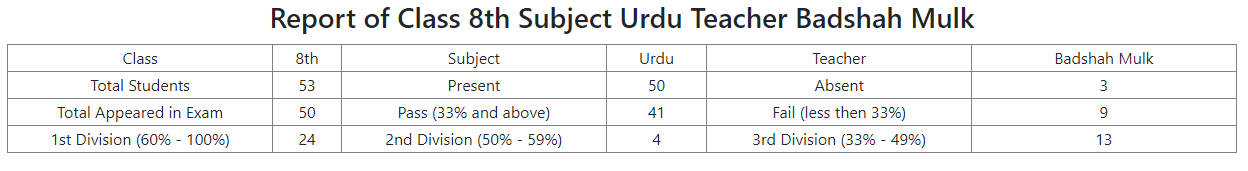 Report of Class 8th Subject Urdu Teacher Badshah Mulk
Class 8th Subject Urdu Teacher Badshah Mulk
Total Students 53 Present 50 Absent 3
Total Appeared in Exam 50 Pass (33% and above) 41 Fail (less then 33%) 9
1st Division (60% - 100%) 24 2nd Division (50% - 59%) 4 3rd Division (33% - 49%) 13